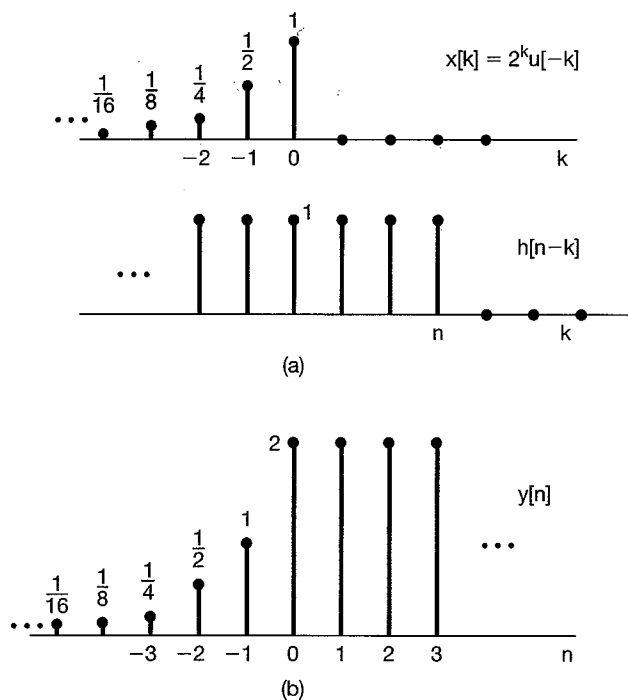 1
1/2
1/4
1/8
1/16
x[k] = 2^k u[−k]
...
−2 −1 0 k
1
h[n−k]
...
n k
(a)
2
y[n]
1
1/2
1/4
1/8
1/16
...
...
−3 −2 −1 0 1 2 3 n
(b)